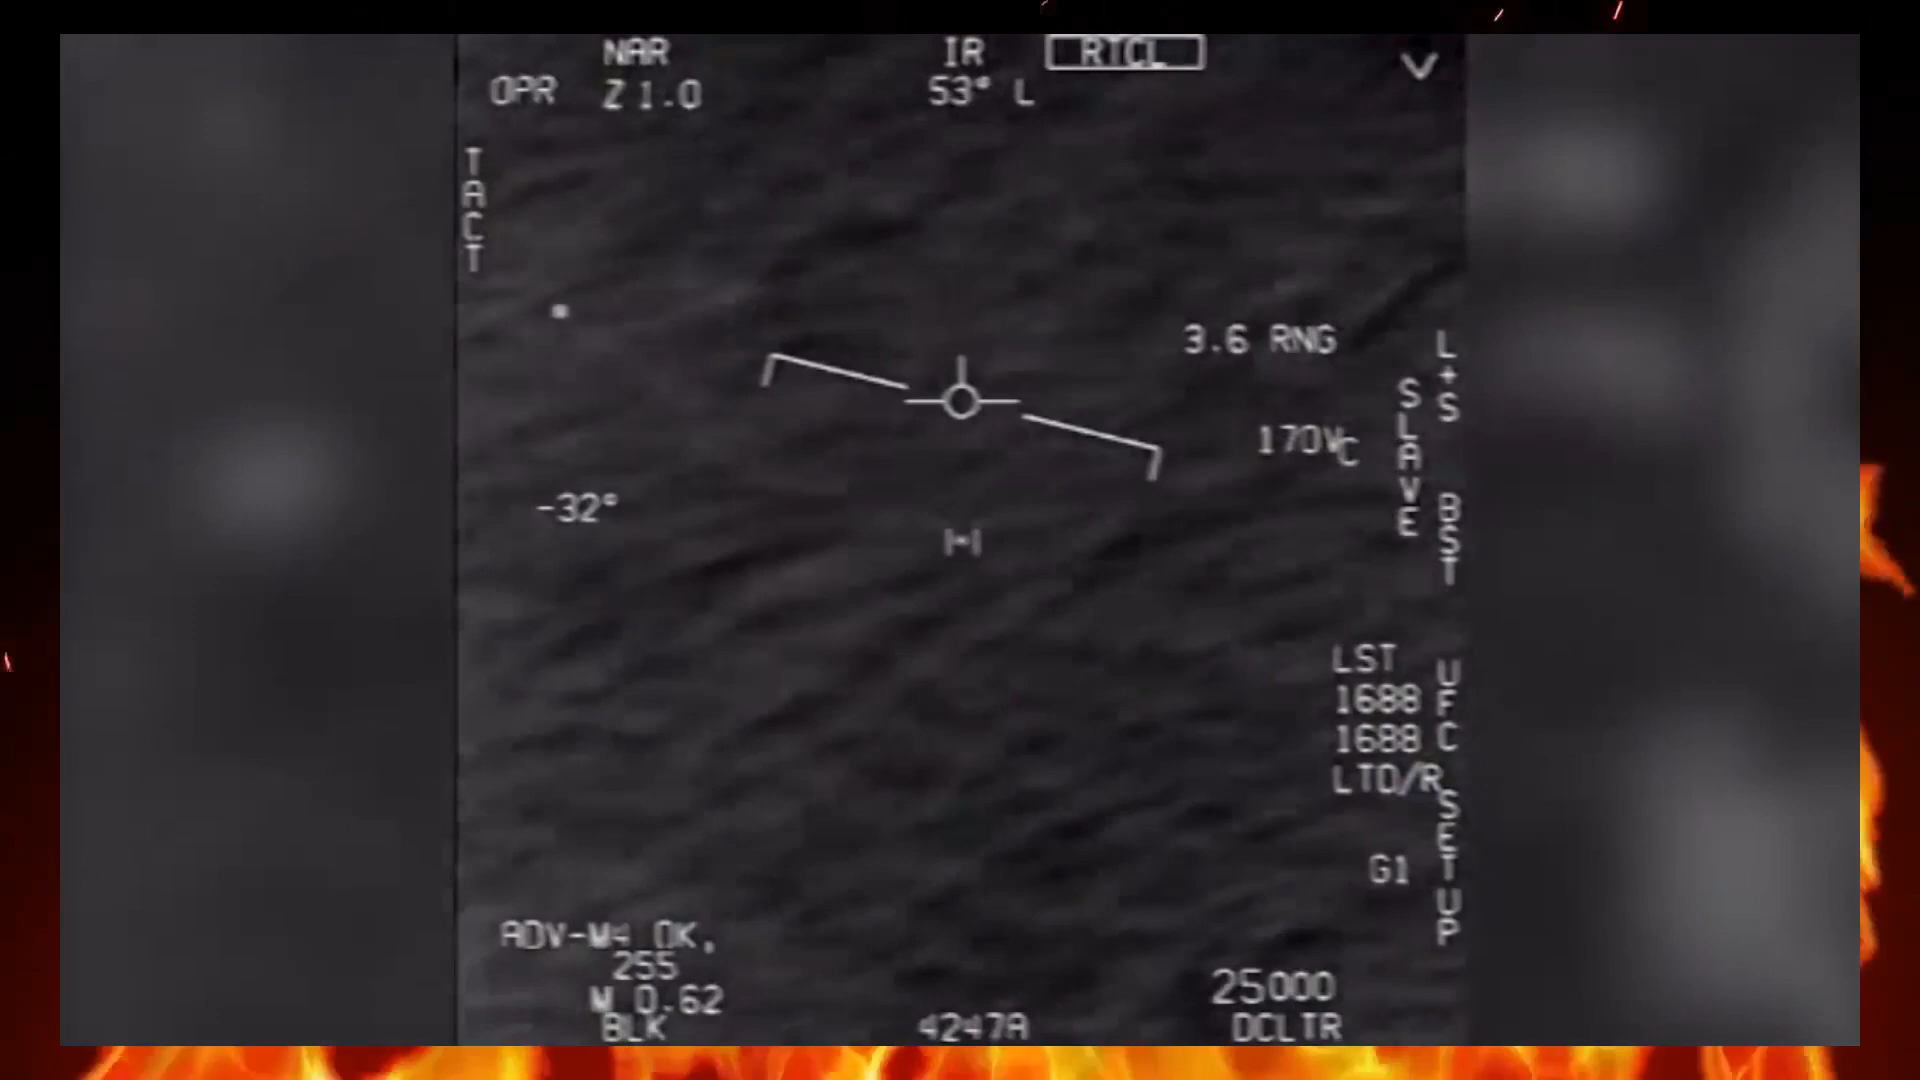 NAR IR RTCL
OPR Z 1.0 53° L
TACT
3.6 RNG
L+S
SLAVE
170VC
-32°
BST
LST
1688
1688
LTD/R
UFC
SETUP
G1
ADV-M4 OK,
255
M 0.62
25000
BLK 4247A DCLTR